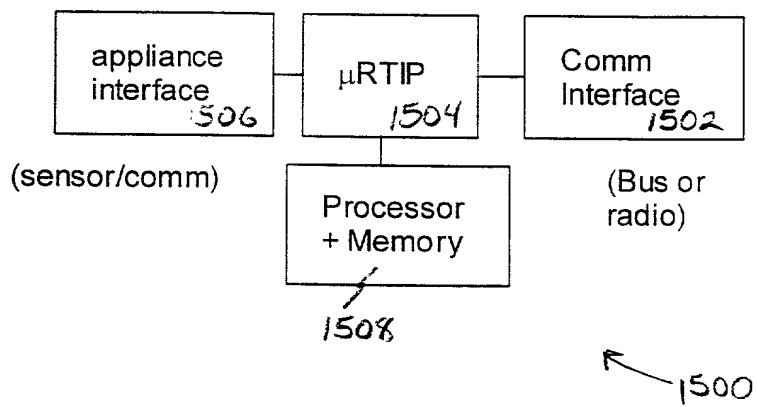 appliance
interface
1506
μRTIP
1504
Comm
Interface
1502
(sensor/comm)
(Bus or
radio)
Processor
+ Memory
1508
1500